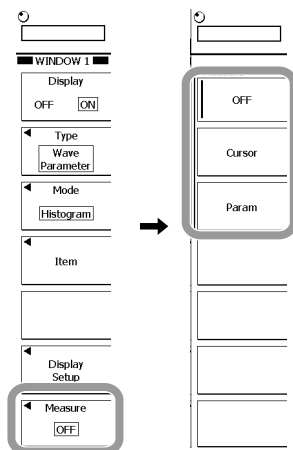 WINDOW 1
Display
OFF ON
Type
Wave
Parameter
Mode
Histogram
Item
Display
Setup
Measure
OFF
OFF
Cursor
Param